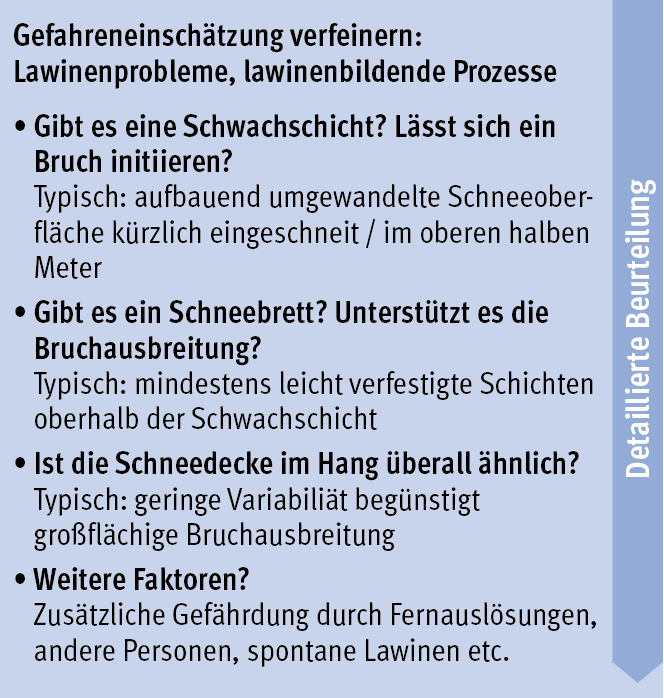 Gefahreneinschätzung verfeinern:
Lawinenprobleme, lawinenbildende Prozesse
• Gibt es eine Schwachschicht? Lässt sich ein
Bruch initiieren?
Typisch: aufbauend umgewandelte Schneeober-
fläche kürzlich eingeschneit / im oberen halben
Meter
• Gibt es ein Schneebrett? Unterstützt es die
Bruchausbreitung?
Typisch: mindestens leicht verfestigte Schichten
oberhalb der Schwachschicht
• Ist die Schneedecke im Hang überall ähnlich?
Typisch: geringe Variabiliät begünstigt
großflächige Bruchausbreitung
• Weitere Faktoren?
Zusätzliche Gefährdung durch Fernauslösungen,
andere Personen, spontane Lawinen etc.
Detaillierte Beurteilung